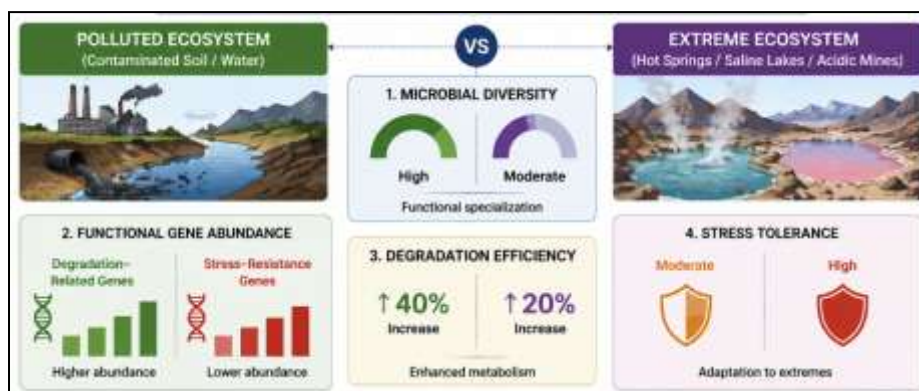 POLLUTED ECOSYSTEM
(Contaminated Soil / Water)
VS
EXTREME ECOSYSTEM
(Hot Springs / Saline Lakes / Acidic Mines)
1. MICROBIAL DIVERSITY
High
Moderate
Functional specialization
2. FUNCTIONAL GENE ABUNDANCE
Degradation–
Related Genes
Stress–Resistance
Genes
Higher abundance
Lower abundance
3. DEGRADATION EFFICIENCY
↑ 40%
Increase
↑ 20%
Increase
Enhanced metabolism
4. STRESS TOLERANCE
Moderate
High
Adaptation to extremes